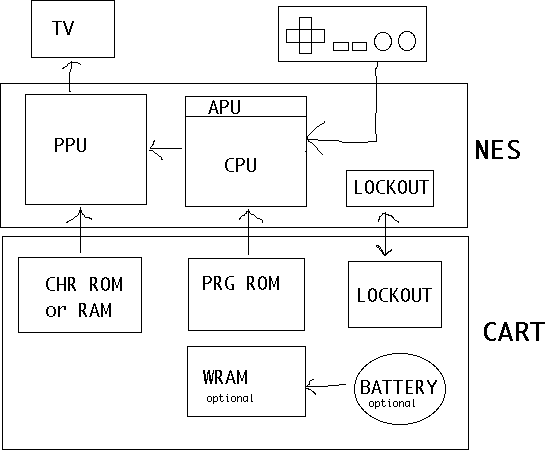 TV
APU
PPU
CPU
NES
LOCKOUT
CHR ROM
or RAM
PRG ROM
LOCKOUT
CART
WRAM
optional
BATTERY
optional